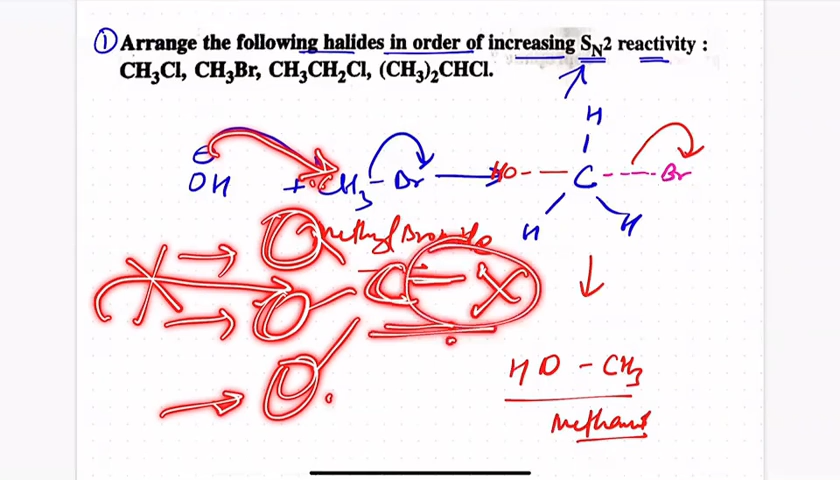 ① Arrange the following halides in order of increasing SN2 reactivity :
CH3Cl, CH3Br, CH3CH2Cl, (CH3)2CHCl.
H
⊖
OH + CH3 - Br → HO --- C --- Br
H H
methyl Bromide
C - X
HO - CH3
Methanol